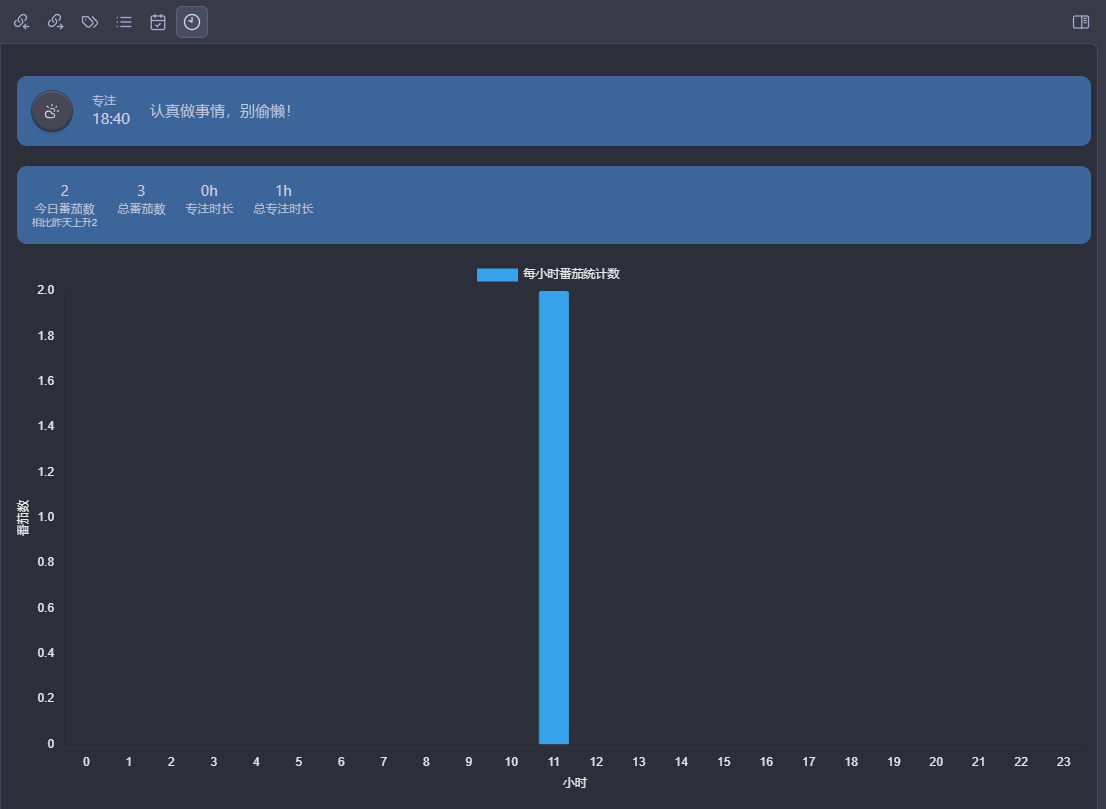 专注
18:40
认真做事情，别偷懒！
2
今日番茄数
相比昨天上升2
3
总番茄数
0h
专注时长
1h
总专注时长
每小时番茄统计数
番茄数
2.0
1.8
1.6
1.4
1.2
1.0
0.8
0.6
0.4
0.2
0
0 1 2 3 4 5 6 7 8 9 10 11 12 13 14 15 16 17 18 19 20 21 22 23
小时